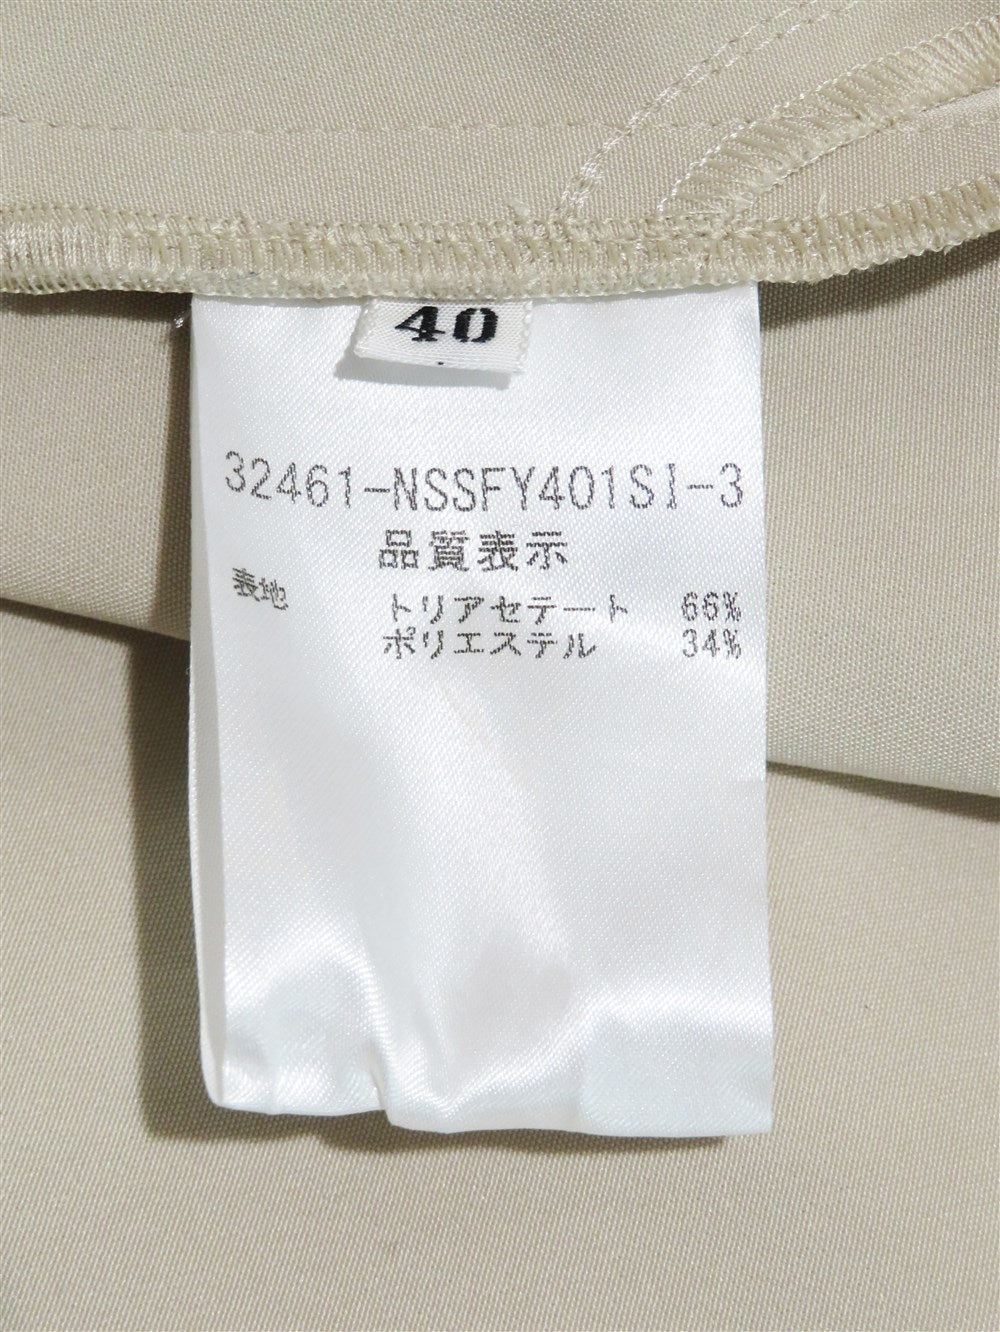 40
32461-NSSFY401SI-3
品質表示
表地 トリアセテート 66%
ポリエステル 34%